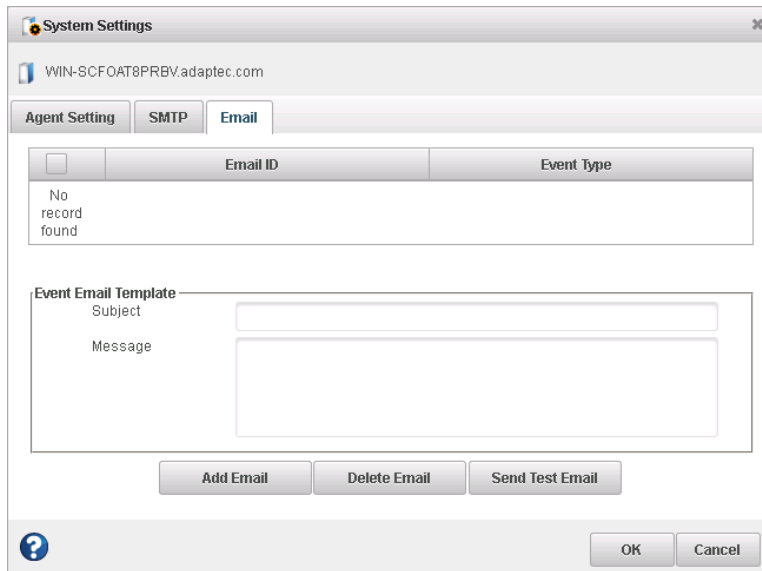 System Settings
WIN-SCFOAT8PRBV.adaptec.com
Agent Setting SMTP Email
Email ID Event Type
No
record
found
Event Email Template
Subject
Message
Add Email Delete Email Send Test Email
? OK Cancel